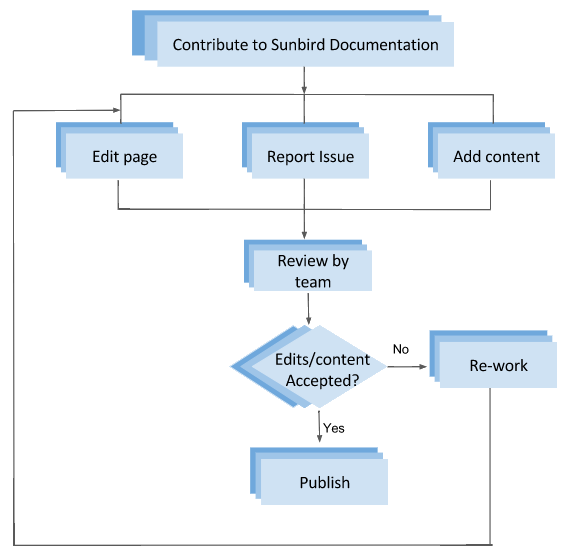 Contribute to Sunbird Documentation
Edit page
Report Issue
Add content
Review by
team
Edits/content
Accepted?
No
Re-work
Yes
Publish